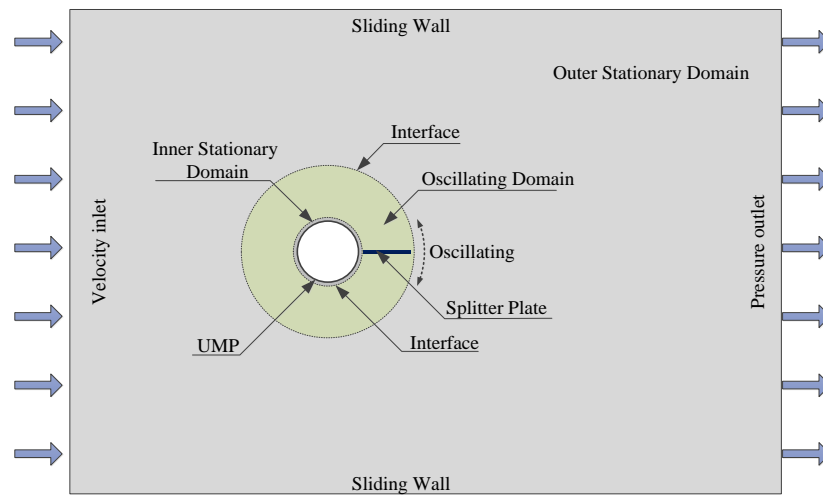 Sliding Wall
Outer Stationary Domain
Interface
Inner Stationary
Domain
Oscillating Domain
Velocity inlet
Oscillating
Pressure outlet
Splitter Plate
UMP
Interface
Sliding Wall